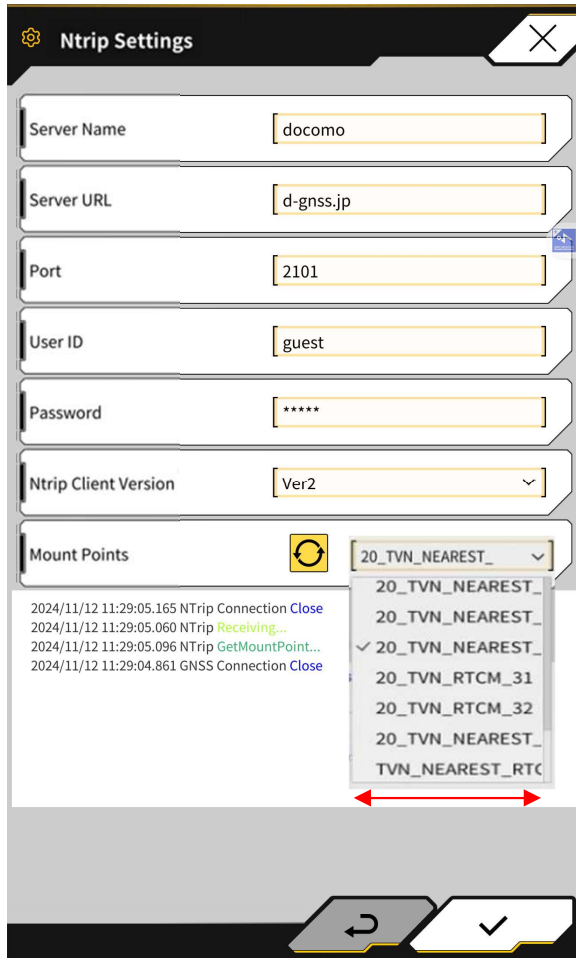 Ntrip Settings
Server Name
docomo
Server URL
d-gnss.jp
Port
2101
User ID
guest
Password
*****
Ntrip Client Version
Ver2
Mount Points
20_TVN_NEAREST_
20_TVN_NEAREST_
20_TVN_NEAREST_
20_TVN_NEAREST_
20_TVN_RTCM_31
20_TVN_RTCM_32
20_TVN_NEAREST_
TVN_NEAREST_RTC
2024/11/12 11:29:05.165 NTrip Connection Close
2024/11/12 11:29:05.060 NTrip Receiving...
2024/11/12 11:29:05.096 NTrip GetMountPoint...
2024/11/12 11:29:04.861 GNSS Connection Close